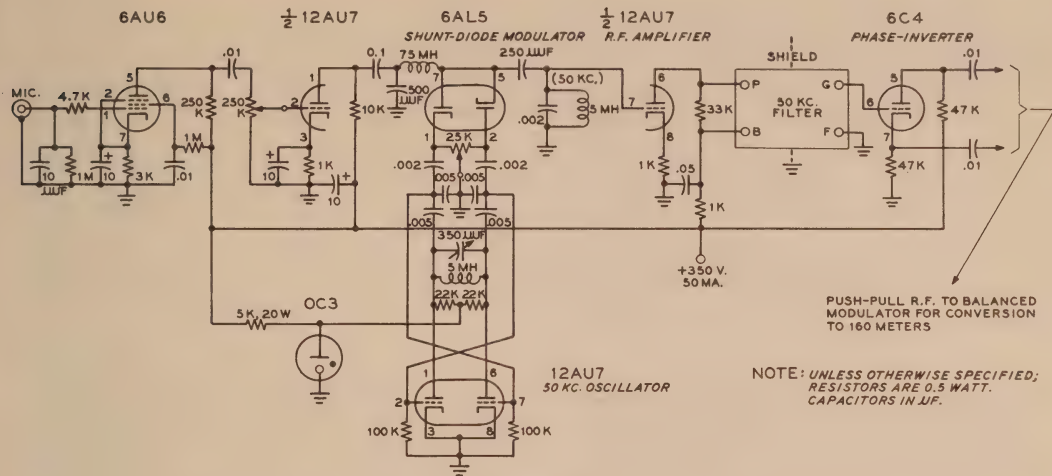 6AU6
½ 12AU7
6AL5
½ 12AU7
6C4
SHUNT-DIODE MODULATOR
R.F. AMPLIFIER
PHASE-INVERTER
MIC.
4.7K
5
2
1
6
7
10 µµF
1M
+
10
3K
.01
1M
250K
.01
250K
1
2
3
+
10
1K
+
10
10K
0.1
75 MH
500 µµF
7
5
1
2
25K
.002
.002
.005
.005
.005
.005
350 µµF
5 MH
22K
22K
250 µµF
(50 KC.)
.002
5 MH
6
7
8
1K
.05
33K
1K
+350 V.
50 MA.
SHIELD
P
B
50 KC.
FILTER
G
F
5
6
7
47K
47K
.01
.01
5K, 20W
OC3
1
6
2
7
3
8
100K
100K
12AU7
50 KC. OSCILLATOR
PUSH-PULL R.F. TO BALANCED
MODULATOR FOR CONVERSION
TO 160 METERS
NOTE: UNLESS OTHERWISE SPECIFIED;
RESISTORS ARE 0.5 WATT.
CAPACITORS IN µF.